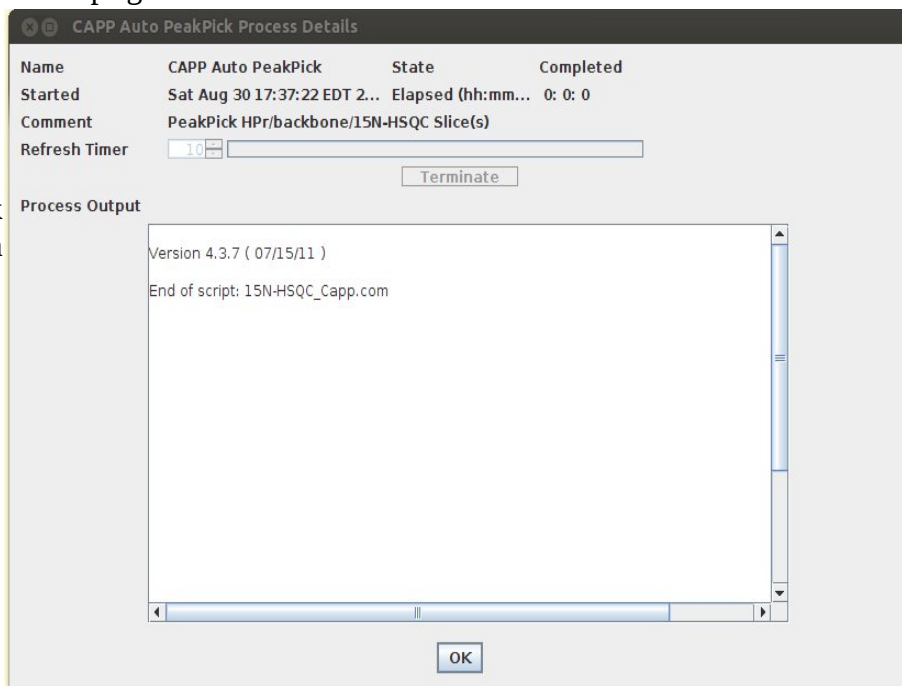 CAPP Auto PeakPick Process Details
Name CAPP Auto PeakPick State Completed
Started Sat Aug 30 17:37:22 EDT 2... Elapsed (hh:mm... 0: 0: 0
Comment PeakPick HPr/backbone/15N-HSQC Slice(s)
Refresh Timer 10
Terminate
Process Output
Version 4.3.7 ( 07/15/11 )
End of script: 15N-HSQC_Capp.com
OK